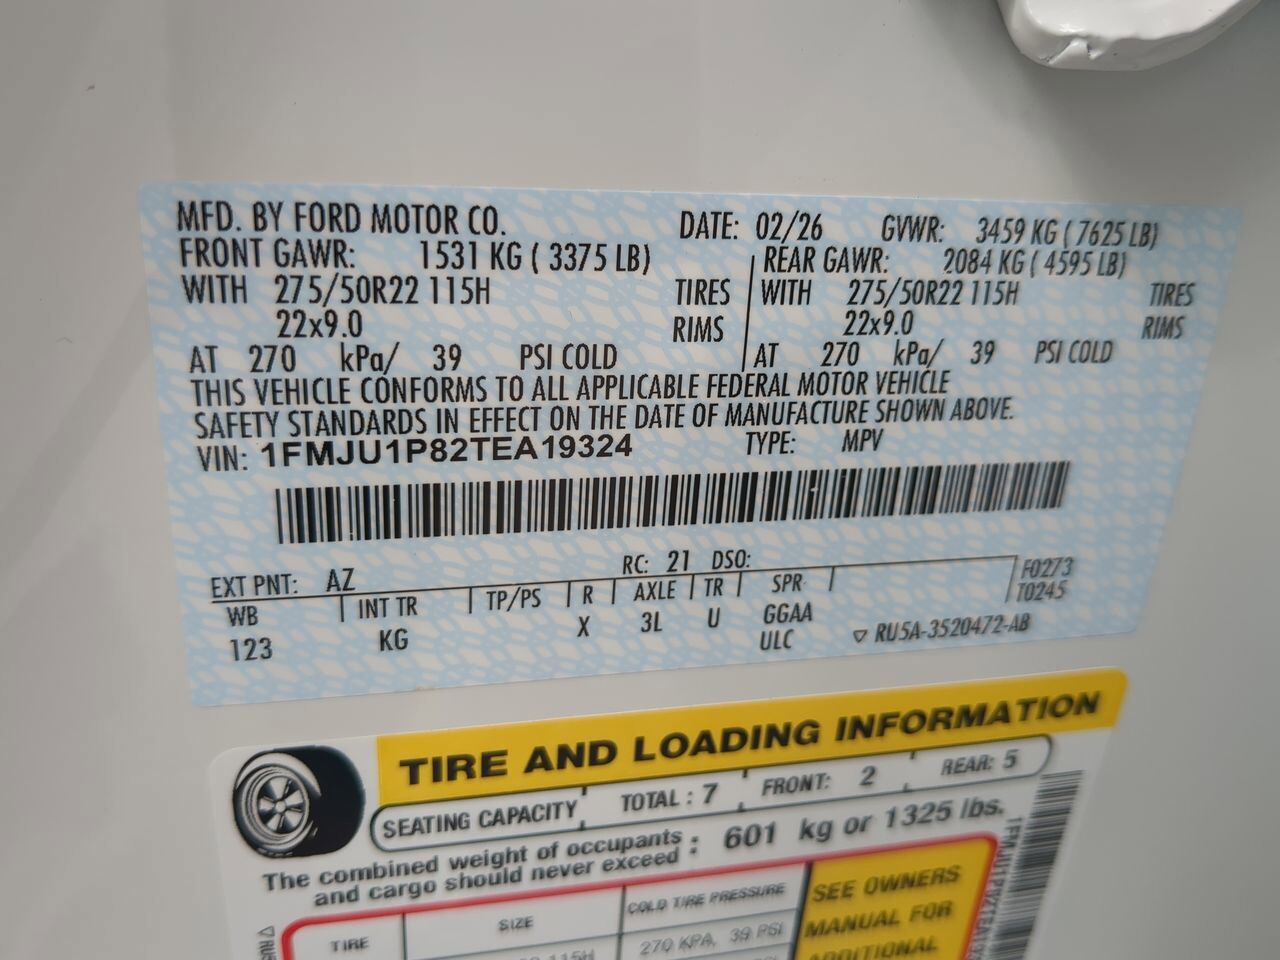 MFD. BY FORD MOTOR CO. DATE: 02/26 GVWR: 3459 KG ( 7625 LB)
FRONT GAWR: 1531 KG ( 3375 LB) REAR GAWR: 2084 KG ( 4595 LB)
WITH 275/50R22 115H TIRES WITH 275/50R22 115H TIRES
22x9.0 RIMS 22x9.0 RIMS
AT 270 kPa/ 39 PSI COLD AT 270 kPa/ 39 PSI COLD
THIS VEHICLE CONFORMS TO ALL APPLICABLE FEDERAL MOTOR VEHICLE
SAFETY STANDARDS IN EFFECT ON THE DATE OF MANUFACTURE SHOWN ABOVE.
VIN: 1FMJU1P82TEA19324 TYPE: MPV
EXT PNT: AZ RC: 21 DSO: F0273
WB INT TR TP/PS R AXLE TR SPR T0245
123 KG X 3L U GGAA
ULC ▽ RU5A-3520472-AB
TIRE AND LOADING INFORMATION
SEATING CAPACITY TOTAL : 7 FRONT: 2 REAR: 5
The combined weight of occupants and cargo should never exceed : 601 kg or 1325 lbs.
TIRE SIZE COLD TIRE PRESSURE SEE OWNERS
MANUAL FOR
115H 270 KPA, 39 PSI ADDITIONAL